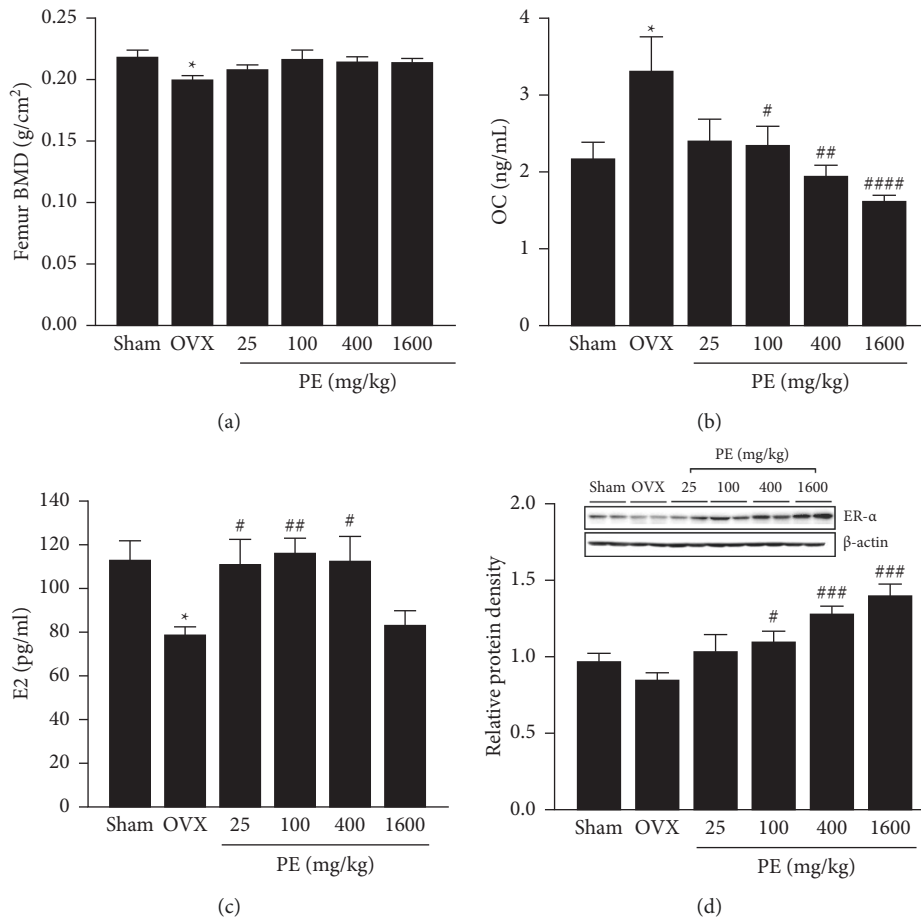 0.25
0.20
0.15
0.10
0.05
0.00
Femur BMD (g/cm²)
*
Sham OVX 25 100 400 1600
PE (mg/kg)
(a)
4
3
2
1
0
OC (ng/mL)
*
#
##
####
Sham OVX 25 100 400 1600
PE (mg/kg)
(b)
140
120
100
80
60
40
20
0
E2 (pg/ml)
*
#
##
#
Sham OVX 25 100 400 1600
PE (mg/kg)
(c)
PE (mg/kg)
Sham OVX 25 100 400 1600
ER-α
β-actin
2.0
1.5
1.0
0.5
0.0
Relative protein density
#
###
###
Sham OVX 25 100 400 1600
PE (mg/kg)
(d)